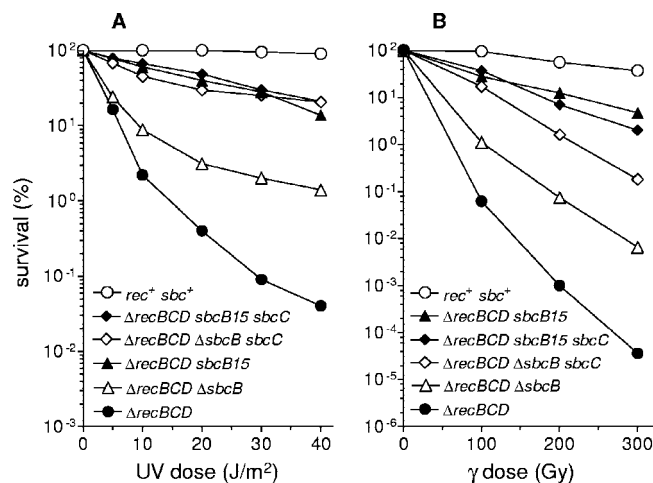 A
survival (%)
10²
10¹
10⁰
10⁻¹
10⁻²
10⁻³
rec⁺ sbc⁺
ΔrecBCD sbcB15 sbcC
ΔrecBCD ΔsbcB sbcC
ΔrecBCD sbcB15
ΔrecBCD ΔsbcB
ΔrecBCD
0 10 20 30 40
UV dose (J/m²)
B
10²
10¹
10⁰
10⁻¹
10⁻²
10⁻³
10⁻⁴
10⁻⁵
10⁻⁶
rec⁺ sbc⁺
ΔrecBCD sbcB15
ΔrecBCD sbcB15 sbcC
ΔrecBCD ΔsbcB sbcC
ΔrecBCD ΔsbcB
ΔrecBCD
0 100 200 300
γ dose (Gy)